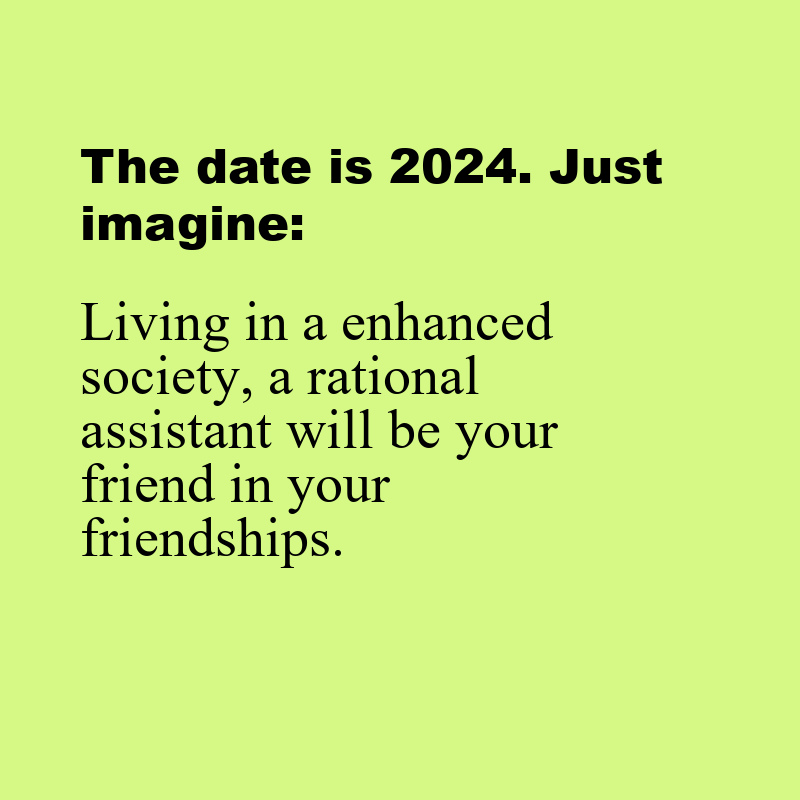 The date is 2024. Just
imagine:
Living in a enhanced
society, a rational
assistant will be your
friend in your
friendships.